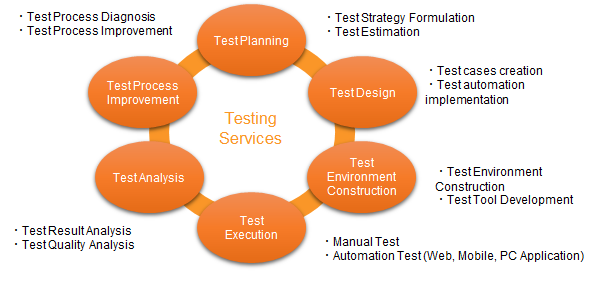 ・Test Process Diagnosis
・Test Process Improvement
Test Planning
・Test Strategy Formulation
・Test Estimation
Test Process
Improvement
Test Design
・Test cases creation
・Test automation
implementation
Testing
Services
Test Analysis
Test
Environment
Construction
・Test Environment
Construction
・Test Tool Development
Test
Execution
・Test Result Analysis
・Test Quality Analysis
・Manual Test
・Automation Test (Web, Mobile, PC Application)